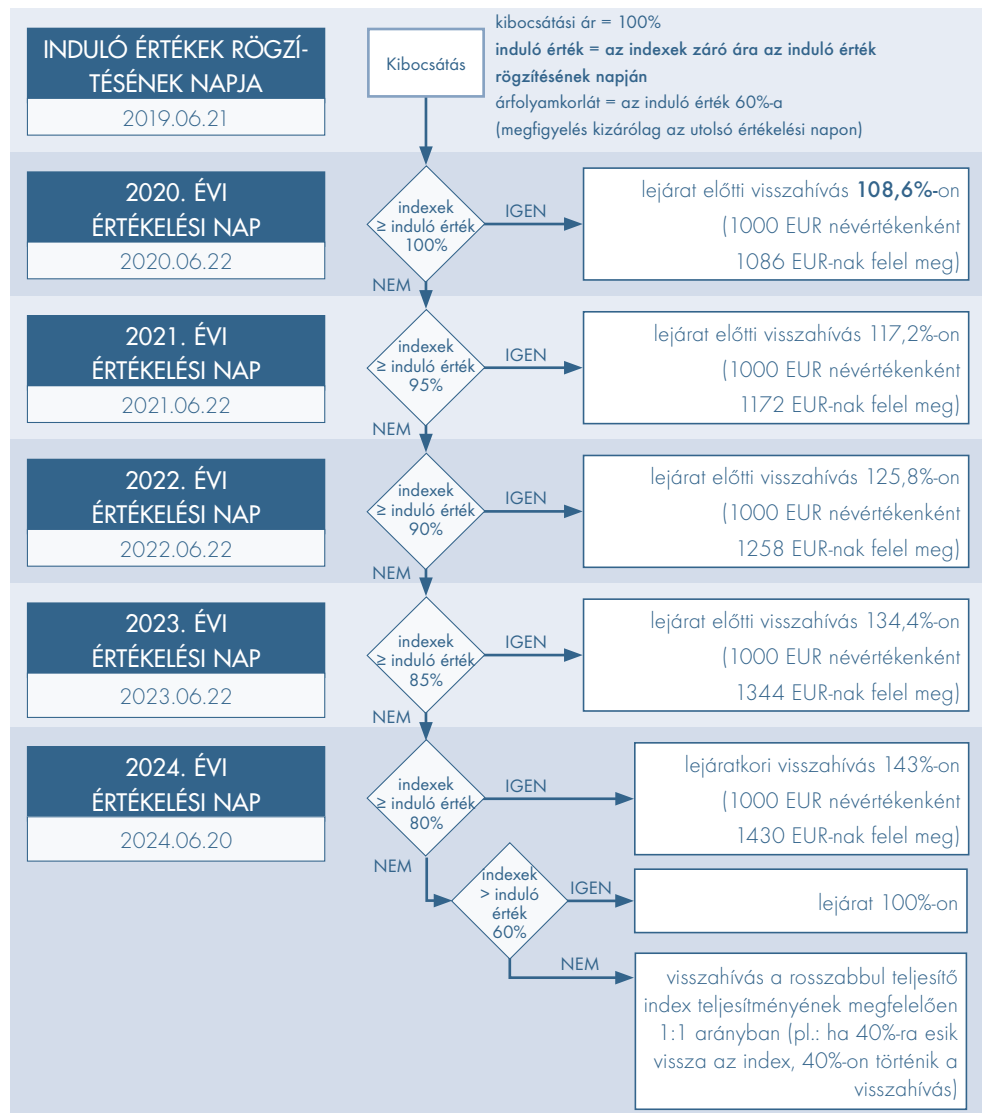 INDULÓ ÉRTÉKEK RÖGZÍ-
TÉSÉNEK NAPJA
2019.06.21
Kibocsátás
kibocsátási ár = 100%
induló érték = az indexek záró ára az induló érték
rögzítésének napján
árfolyamkorlát = az induló érték 60%-a
(megfigyelés kizárólag az utolsó értékelési napon)
2020. ÉVI
ÉRTÉKELÉSI NAP
2020.06.22
indexek
≥ induló érték
100%
IGEN
NEM
lejárat előtti visszahívás 108,6%-on
(1000 EUR névértékenként
1086 EUR-nak felel meg)
2021. ÉVI
ÉRTÉKELÉSI NAP
2021.06.22
indexek
≥ induló érték
95%
IGEN
NEM
lejárat előtti visszahívás 117,2%-on
(1000 EUR névértékenként
1172 EUR-nak felel meg)
2022. ÉVI
ÉRTÉKELÉSI NAP
2022.06.22
indexek
≥ induló érték
90%
IGEN
NEM
lejárat előtti visszahívás 125,8%-on
(1000 EUR névértékenként
1258 EUR-nak felel meg)
2023. ÉVI
ÉRTÉKELÉSI NAP
2023.06.22
indexek
≥ induló érték
85%
IGEN
NEM
lejárat előtti visszahívás 134,4%-on
(1000 EUR névértékenként
1344 EUR-nak felel meg)
2024. ÉVI
ÉRTÉKELÉSI NAP
2024.06.20
indexek
≥ induló érték
80%
IGEN
NEM
lejáratkori visszahívás 143%-on
(1000 EUR névértékenként
1430 EUR-nak felel meg)
indexek
> induló
érték
60%
IGEN
NEM
lejárat 100%-on
visszahívás a rosszabbul teljesítő
index teljesítményének megfelelően
1:1 arányban (pl.: ha 40%-ra esik
vissza az index, 40%-on történik a
visszahívás)